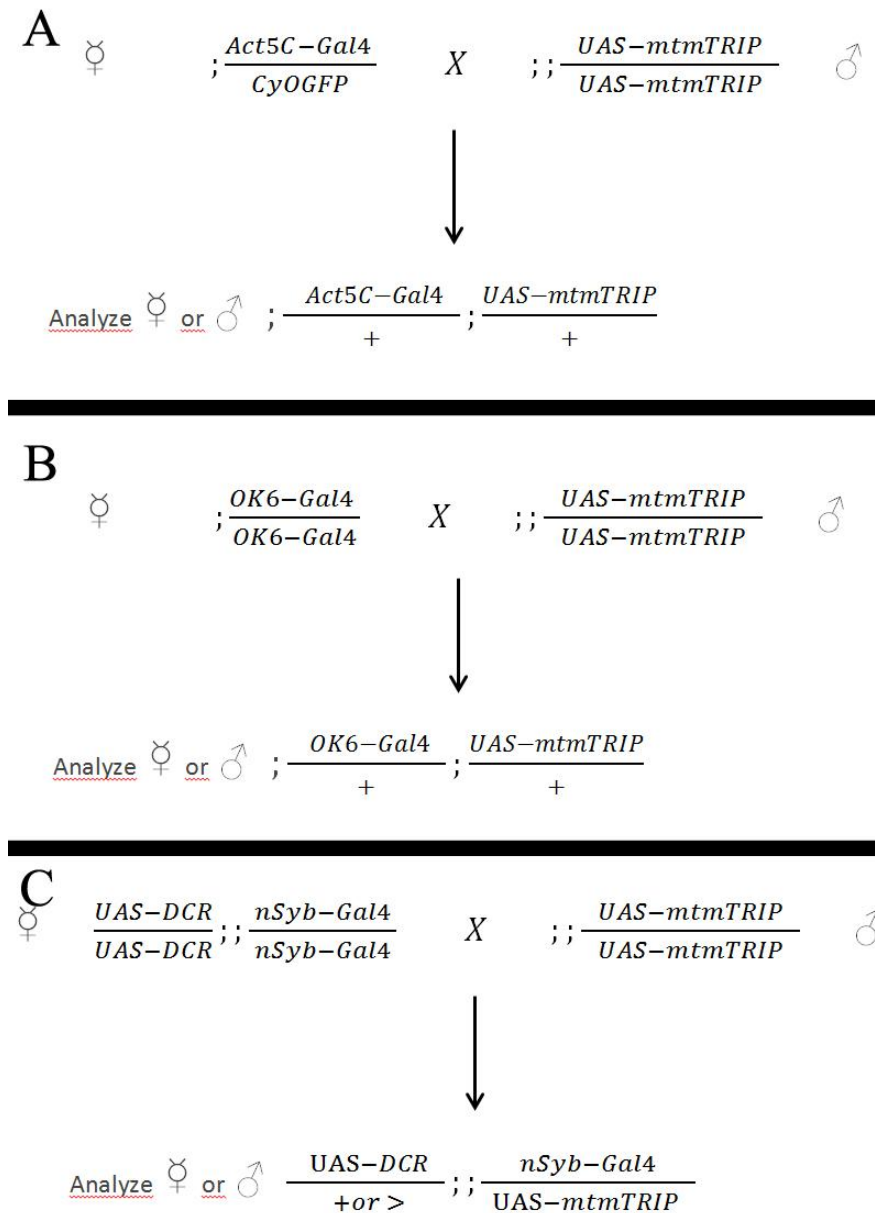 A
☿ ; Act5C−Gal4 X ;; UAS−mtmTRIP ♂
CyOGFP UAS−mtmTRIP
Analyze ☿ or ♂ ; Act5C−Gal4 ; UAS−mtmTRIP
+ +
B
☿ ; OK6−Gal4 X ;; UAS−mtmTRIP ♂
OK6−Gal4 UAS−mtmTRIP
Analyze ☿ or ♂ ; OK6−Gal4 ; UAS−mtmTRIP
+ +
C
☿ UAS−DCR ;; nSyb−Gal4 X ;; UAS−mtmTRIP ♂
UAS−DCR nSyb−Gal4 UAS−mtmTRIP
Analyze ☿ or ♂ UAS−DCR ;; nSyb−Gal4
+or > UAS−mtmTRIP